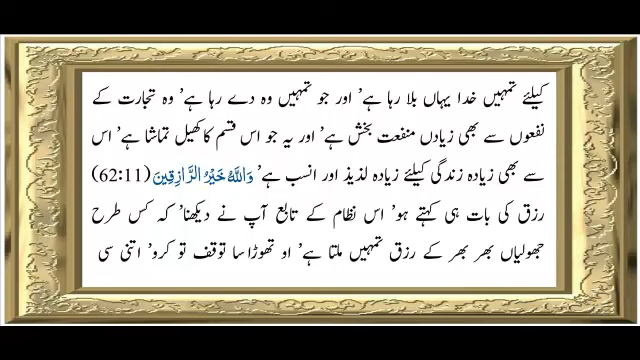 کیلئے تمہیں خدا یہاں بلا رہا ہے' اور جو تمہیں وہ دے رہا ہے' وہ تجارت کے
نفعوں سے بھی زیادں منفعت بخش ہے' اور یہ جو اس قسم کا کھیل تماشا ہے' اس
سے بھی زیادہ زندگی کیلئے زیادہ لذیذ اور انسب ہے' وَاللّٰهُ خَيْرُ الرَّازِقِينَ (62:11)
رزق کی بات ہی کہتے ہو' اس نظام کے تابع آپ نے دیکھنا' کہ کس طرح
جھولیاں بھر بھر کے رزق تمہیں ملتا ہے' او تھوڑا سا توقف تو کرو' اتنی سی